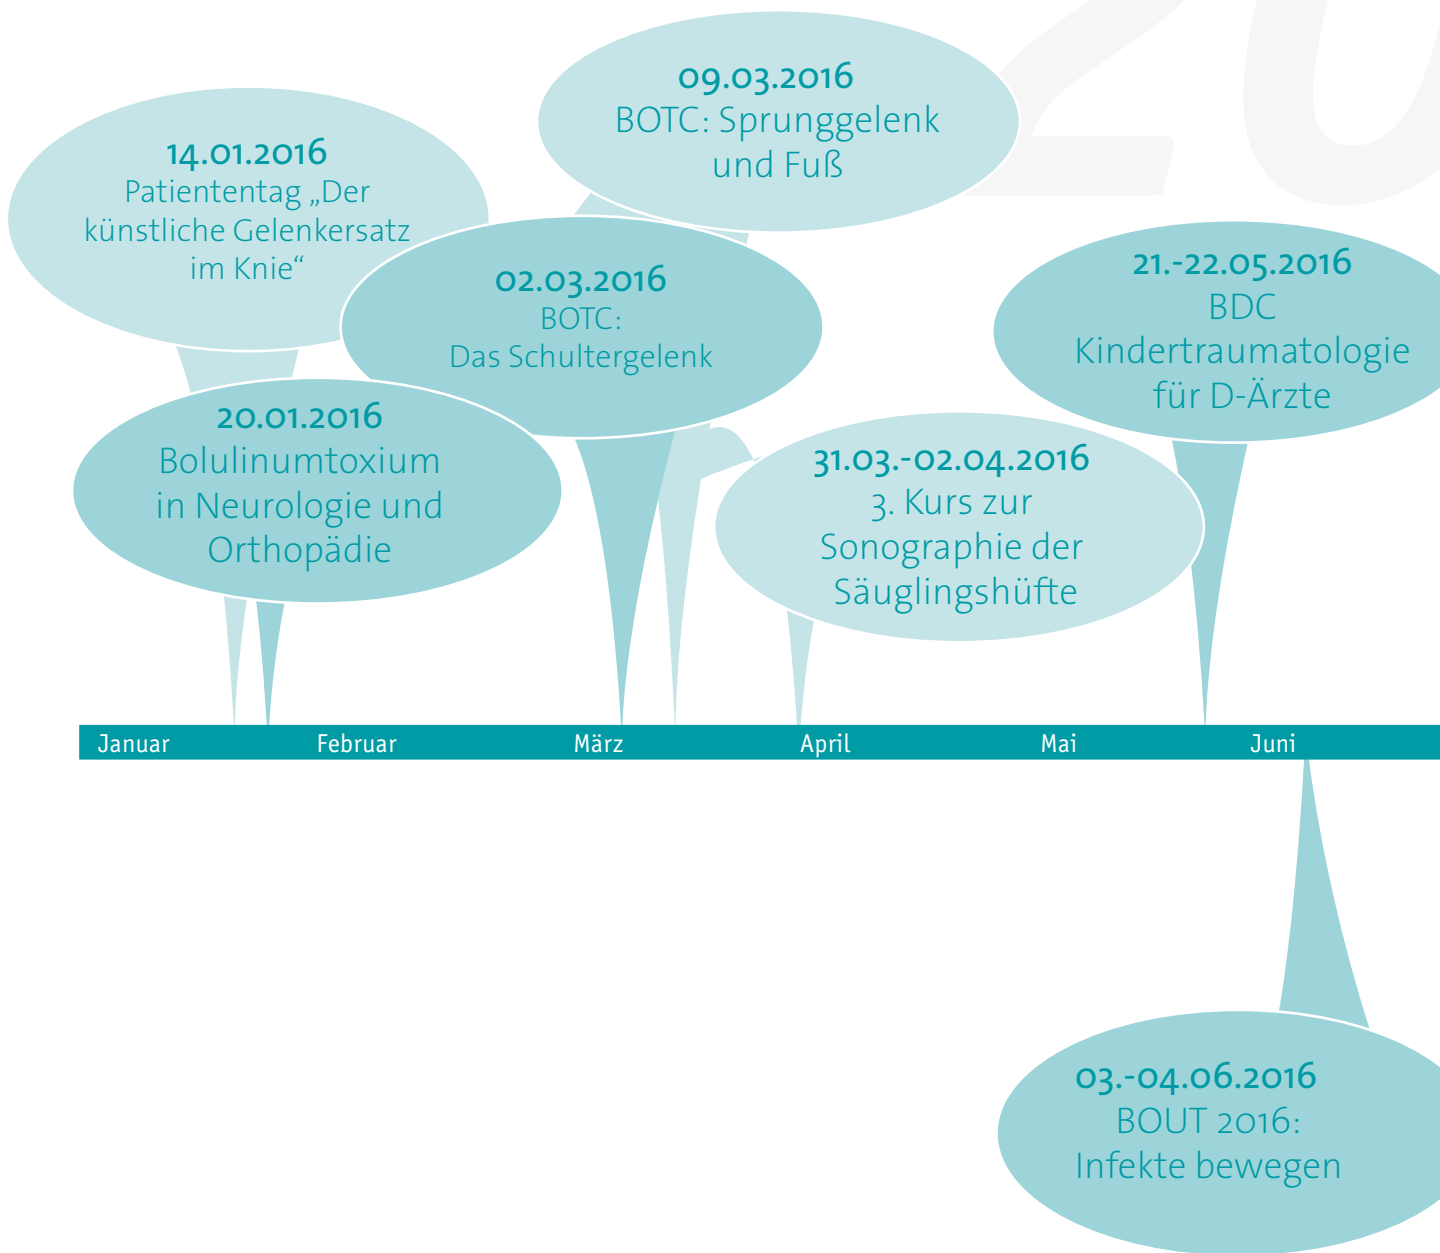 20
14.01.2016
Patiententag „Der
künstliche Gelenkersatz
im Knie“
20.01.2016
Bolulinumtoxium
in Neurologie und
Orthopädie
02.03.2016
BOTC:
Das Schultergelenk
09.03.2016
BOTC: Sprunggelenk
und Fuß
31.03.-02.04.2016
3. Kurs zur
Sonographie der
Säuglingshüfte
21.-22.05.2016
BDC
Kindertraumatologie
für D-Ärzte
Januar
Februar
März
April
Mai
Juni
03.-04.06.2016
BOUT 2016:
Infekte bewegen